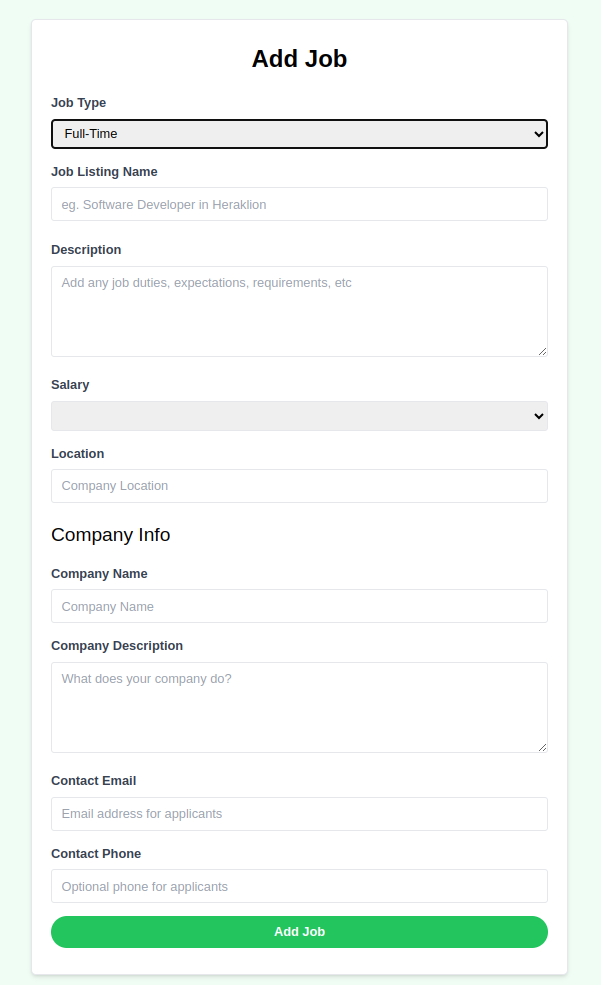 Add Job
Job Type
Full-Time
Job Listing Name
eg. Software Developer in Heraklion
Description
Add any job duties, expectations, requirements, etc
Salary
Location
Company Location
Company Info
Company Name
Company Name
Company Description
What does your company do?
Contact Email
Email address for applicants
Contact Phone
Optional phone for applicants
Add Job